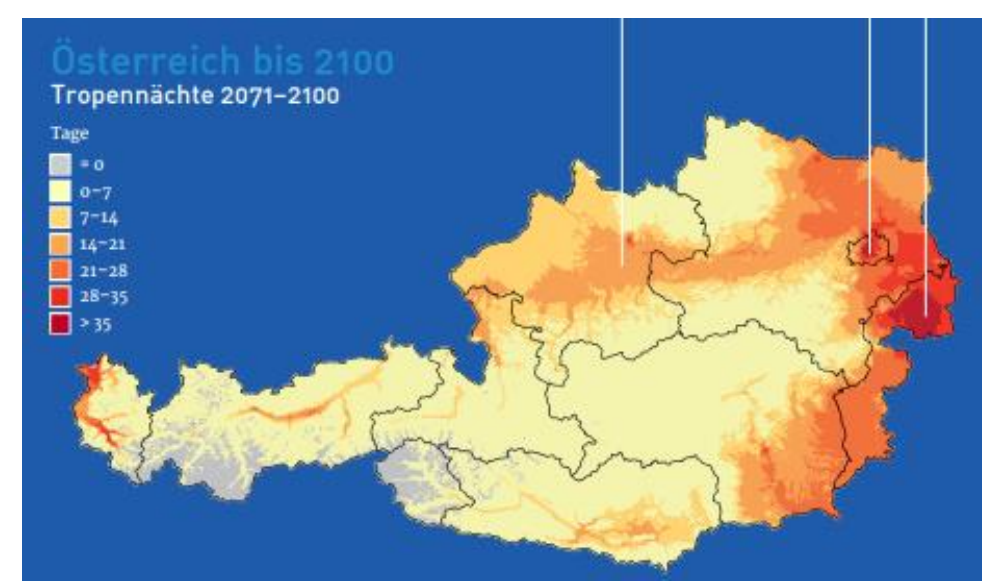 Österreich bis 2100
Tropennächte 2071–2100
Tage
= 0
0–7
7–14
14–21
21–28
28–35
> 35